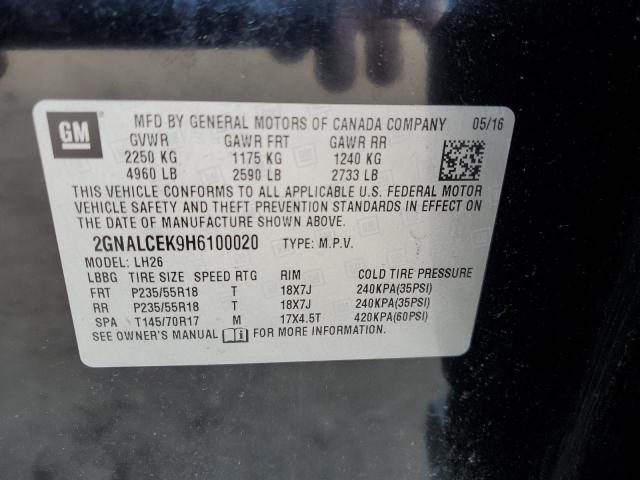 GM
MFD BY GENERAL MOTORS OF CANADA COMPANY 05/16
GVWR GAWR FRT GAWR RR
2250 KG 1175 KG 1240 KG
4960 LB 2590 LB 2733 LB
THIS VEHICLE CONFORMS TO ALL APPLICABLE U.S. FEDERAL MOTOR
VEHICLE SAFETY AND THEFT PREVENTION STANDARDS IN EFFECT ON
THE DATE OF MANUFACTURE SHOWN ABOVE.
2GNALCEK9H6100020 TYPE: M.P.V.
MODEL: LH26
LBBG TIRE SIZE SPEED RTG RIM COLD TIRE PRESSURE
FRT P235/55R18 T 18X7J 240KPA(35PSI)
RR P235/55R18 T 18X7J 240KPA(35PSI)
SPA T145/70R17 M 17X4.5T 420KPA(60PSI)
SEE OWNER'S MANUAL FOR MORE INFORMATION.